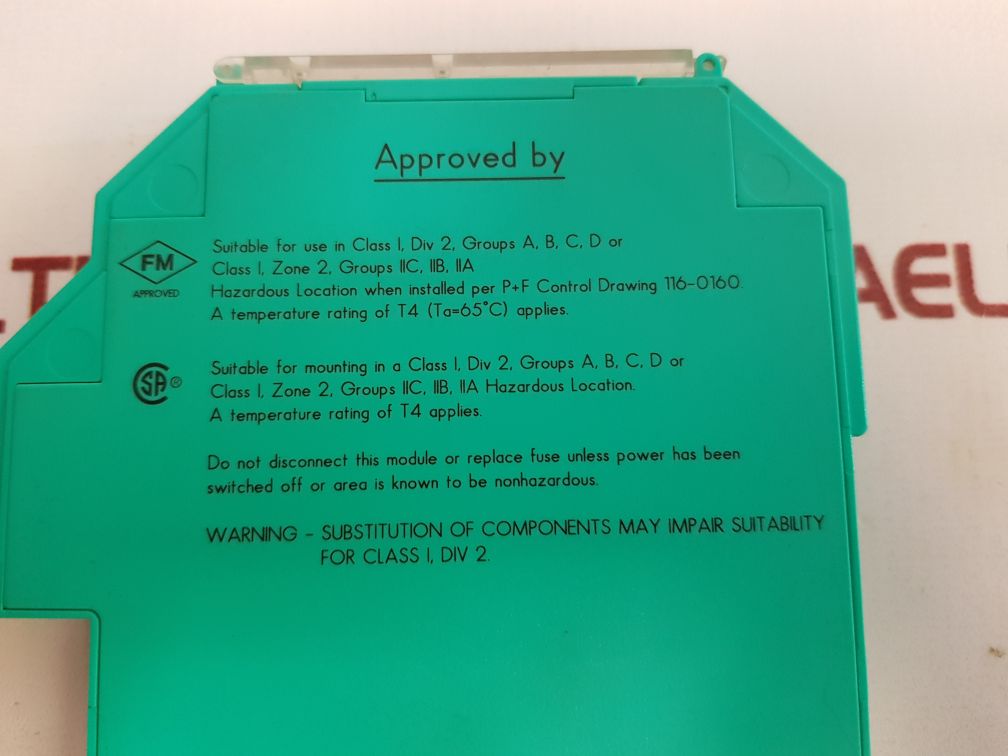 Approved by
Suitable for use in Class I, Div 2, Groups A, B, C, D or
Class I, Zone 2, Groups IIC, IIB, IIA
FM
APPROVED
Hazardous Location when installed per P+F Control Drawing 116-0160.
A temperature rating of T4 (Ta=65°C) applies.
Suitable for mounting in a Class I, Div 2, Groups A, B, C, D or
CSA®
Class I, Zone 2, Groups IIC, IIB, IIA Hazardous Location.
A temperature rating of T4 applies.
Do not disconnect this module or replace fuse unless power has been
switched off or area is known to be nonhazardous.
WARNING - SUBSTITUTION OF COMPONENTS MAY IMPAIR SUITABILITY
FOR CLASS I, DIV 2.